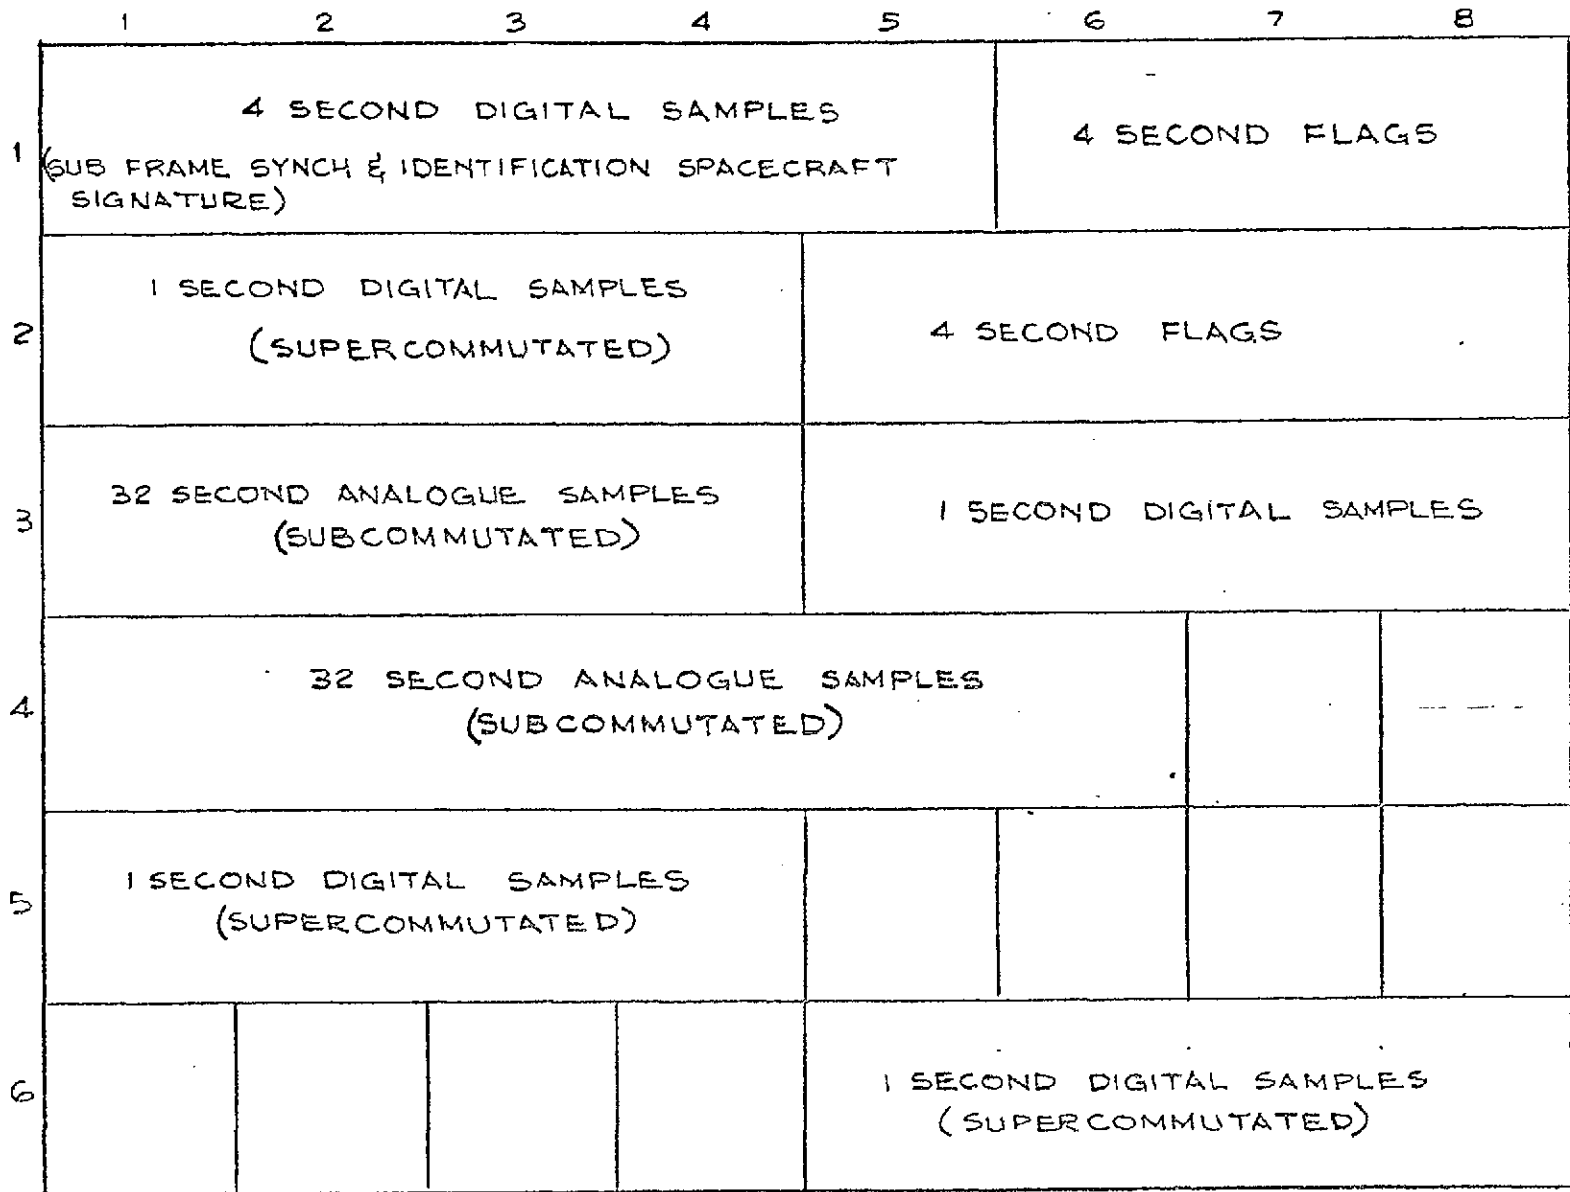 1 2 3 4 5 6 7 8
1
4 SECOND DIGITAL SAMPLES
(SUB FRAME SYNCH & IDENTIFICATION SPACECRAFT
SIGNATURE)
4 SECOND FLAGS
2
1 SECOND DIGITAL SAMPLES
(SUPERCOMMUTATED)
4 SECOND FLAGS
3
32 SECOND ANALOGUE SAMPLES
(SUBCOMMUTATED)
1 SECOND DIGITAL SAMPLES
4
32 SECOND ANALOGUE SAMPLES
(SUBCOMMUTATED)
5
1 SECOND DIGITAL SAMPLES
(SUPERCOMMUTATED)
6
1 SECOND DIGITAL SAMPLES
(SUPERCOMMUTATED)